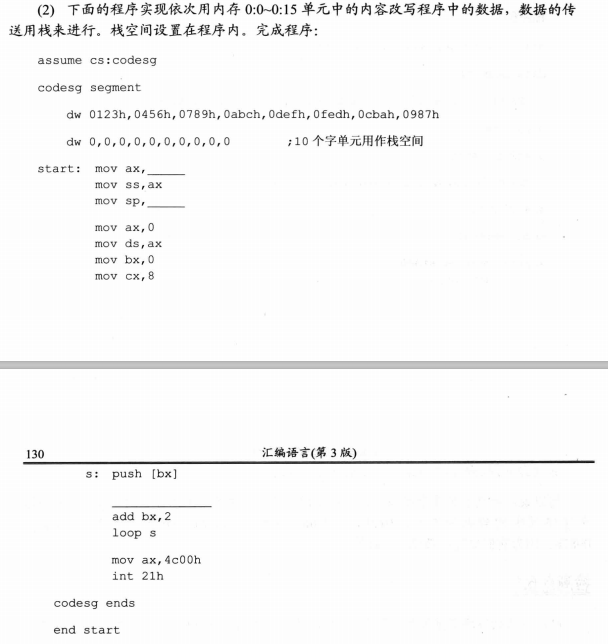 (2) 下面的程序实现依次用内存 0:0~0:15 单元中的内容改写程序中的数据，数据的传
送用栈来进行。栈空间设置在程序内。完成程序：
assume cs:codesg
codesg segment
dw 0123h,0456h,0789h,0abch,0defh,0fedh,0cbah,0987h
dw 0,0,0,0,0,0,0,0,0,0 ;10 个字单元用作栈空间
start: mov ax,_____
mov ss,ax
mov sp,_____
mov ax,0
mov ds,ax
mov bx,0
mov cx,8
130 汇编语言(第 3 版)
s: push [bx]
_____________
add bx,2
loop s
mov ax,4c00h
int 21h
codesg ends
end start